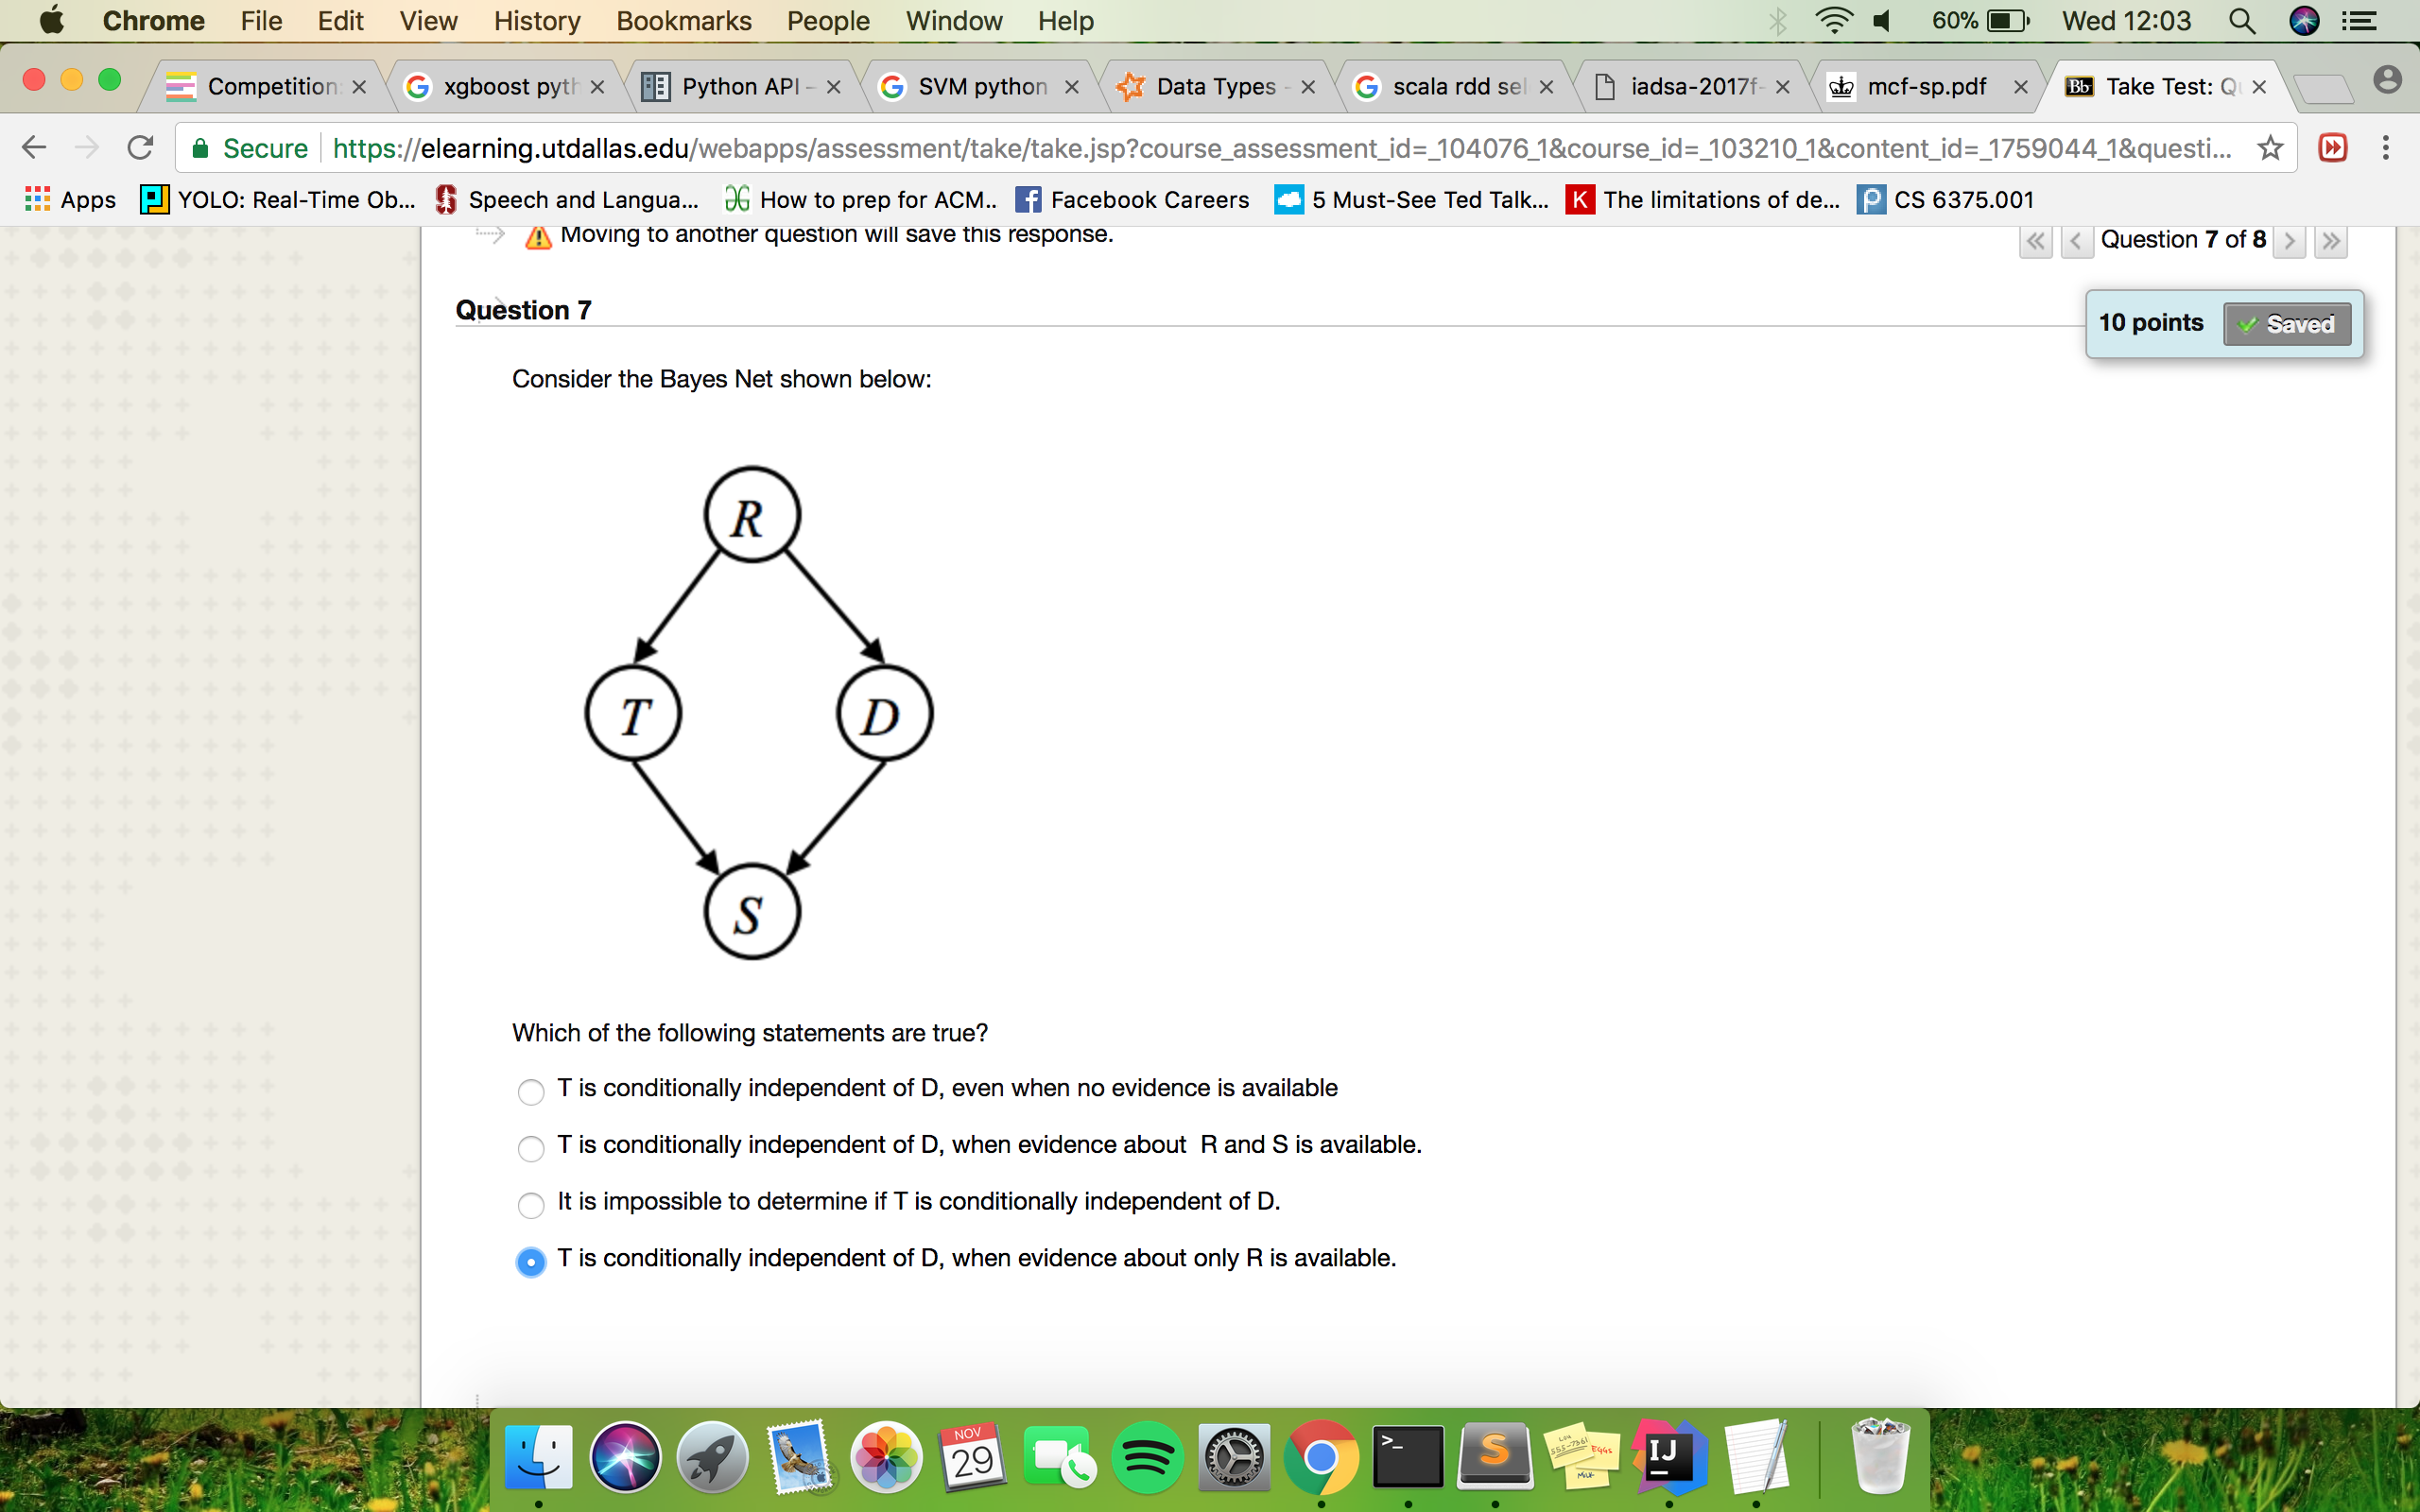 Chrome File Edit View History Bookmarks People Window Help 60% Wed 12:03
Competition xgboost pyth Python API - SVM python Data Types - scala rdd sel iadsa-2017f- mcf-sp.pdf Bb Take Test: Qu
Secure https://elearning.utdallas.edu/webapps/assessment/take/take.jsp?course_assessment_id=_104076_1&course_id=_103210_1&content_id=_1759044_1&questi...
Apps YOLO: Real-Time Ob... Speech and Langua... How to prep for ACM.. Facebook Careers 5 Must-See Ted Talk... K The limitations of de... CS 6375.001
Moving to another question will save this response.
Question 7 of 8
Question 7
10 points Saved
Consider the Bayes Net shown below:
R
T D
S
Which of the following statements are true?
T is conditionally independent of D, even when no evidence is available
T is conditionally independent of D, when evidence about R and S is available.
It is impossible to determine if T is conditionally independent of D.
T is conditionally independent of D, when evidence about only R is available.
NOV
29
>_
S
IJ